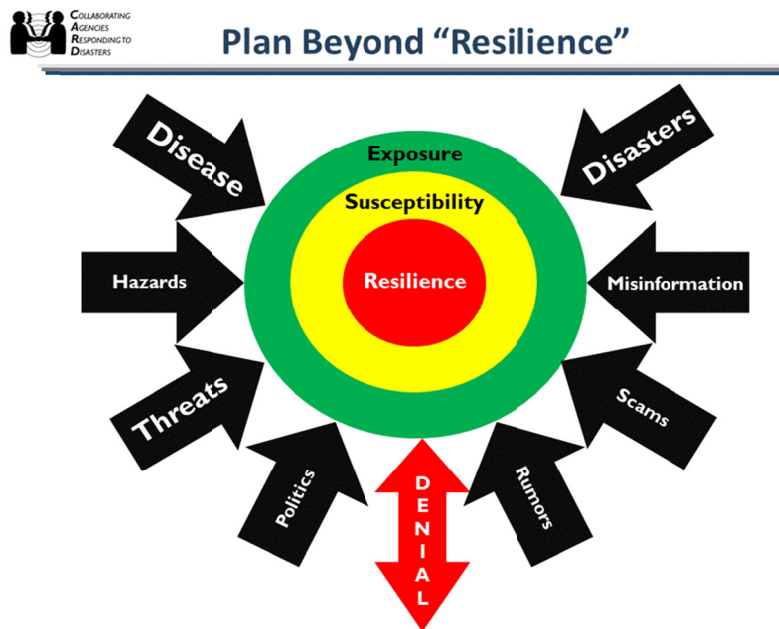 COLLABORATING
AGENCIES
RESPONDING TO
DISASTERS
Plan Beyond “Resilience”
Disease
Disasters
Exposure
Susceptibility
Resilience
Hazards
Misinformation
Threats
Scams
Politics
Rumors
DENIAL